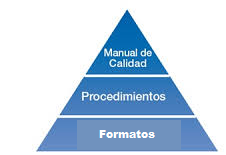 Manual de
Calidad
Procedimientos
Formatos